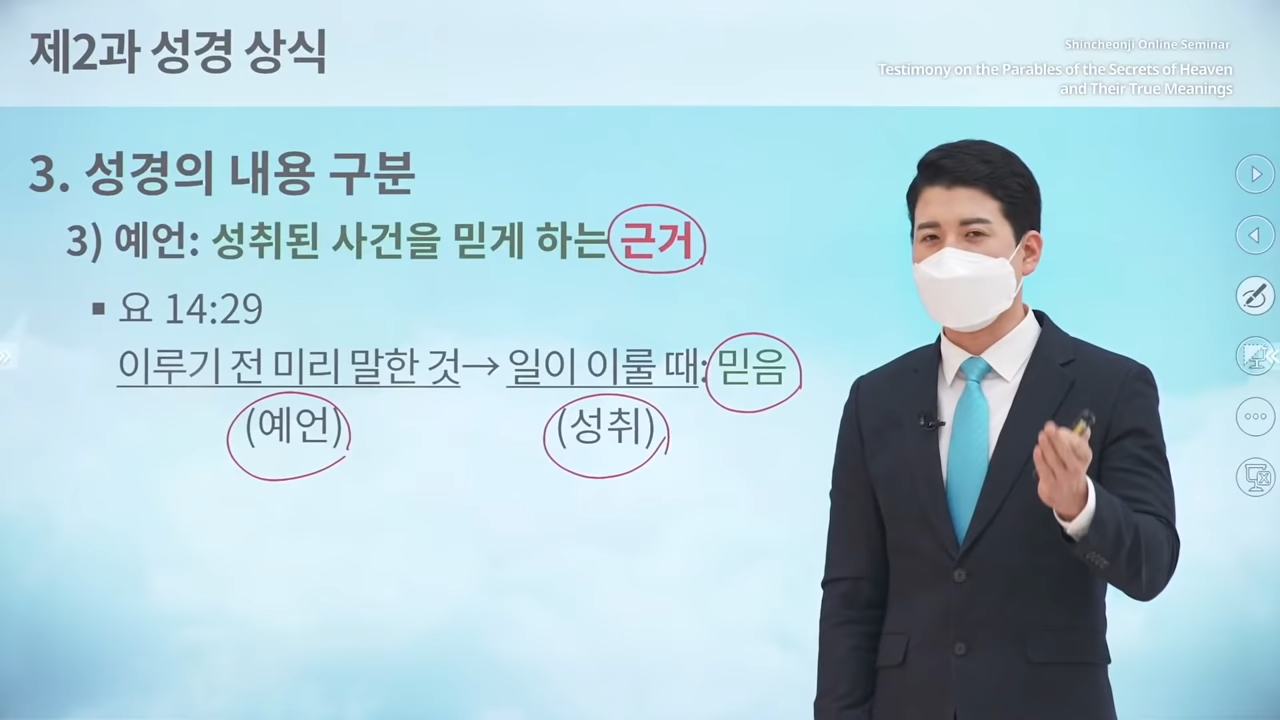 제2과 성경 상식
Shincheonji Online Seminar
Testimony on the Parables of the Secrets of Heaven
and Their True Meanings
3. 성경의 내용 구분
3) 예언: 성취된 사건을 믿게 하는 근거
▪ 요 14:29
이루기 전 미리 말한 것→ 일이 이룰 때: 믿음
(예언) (성취)